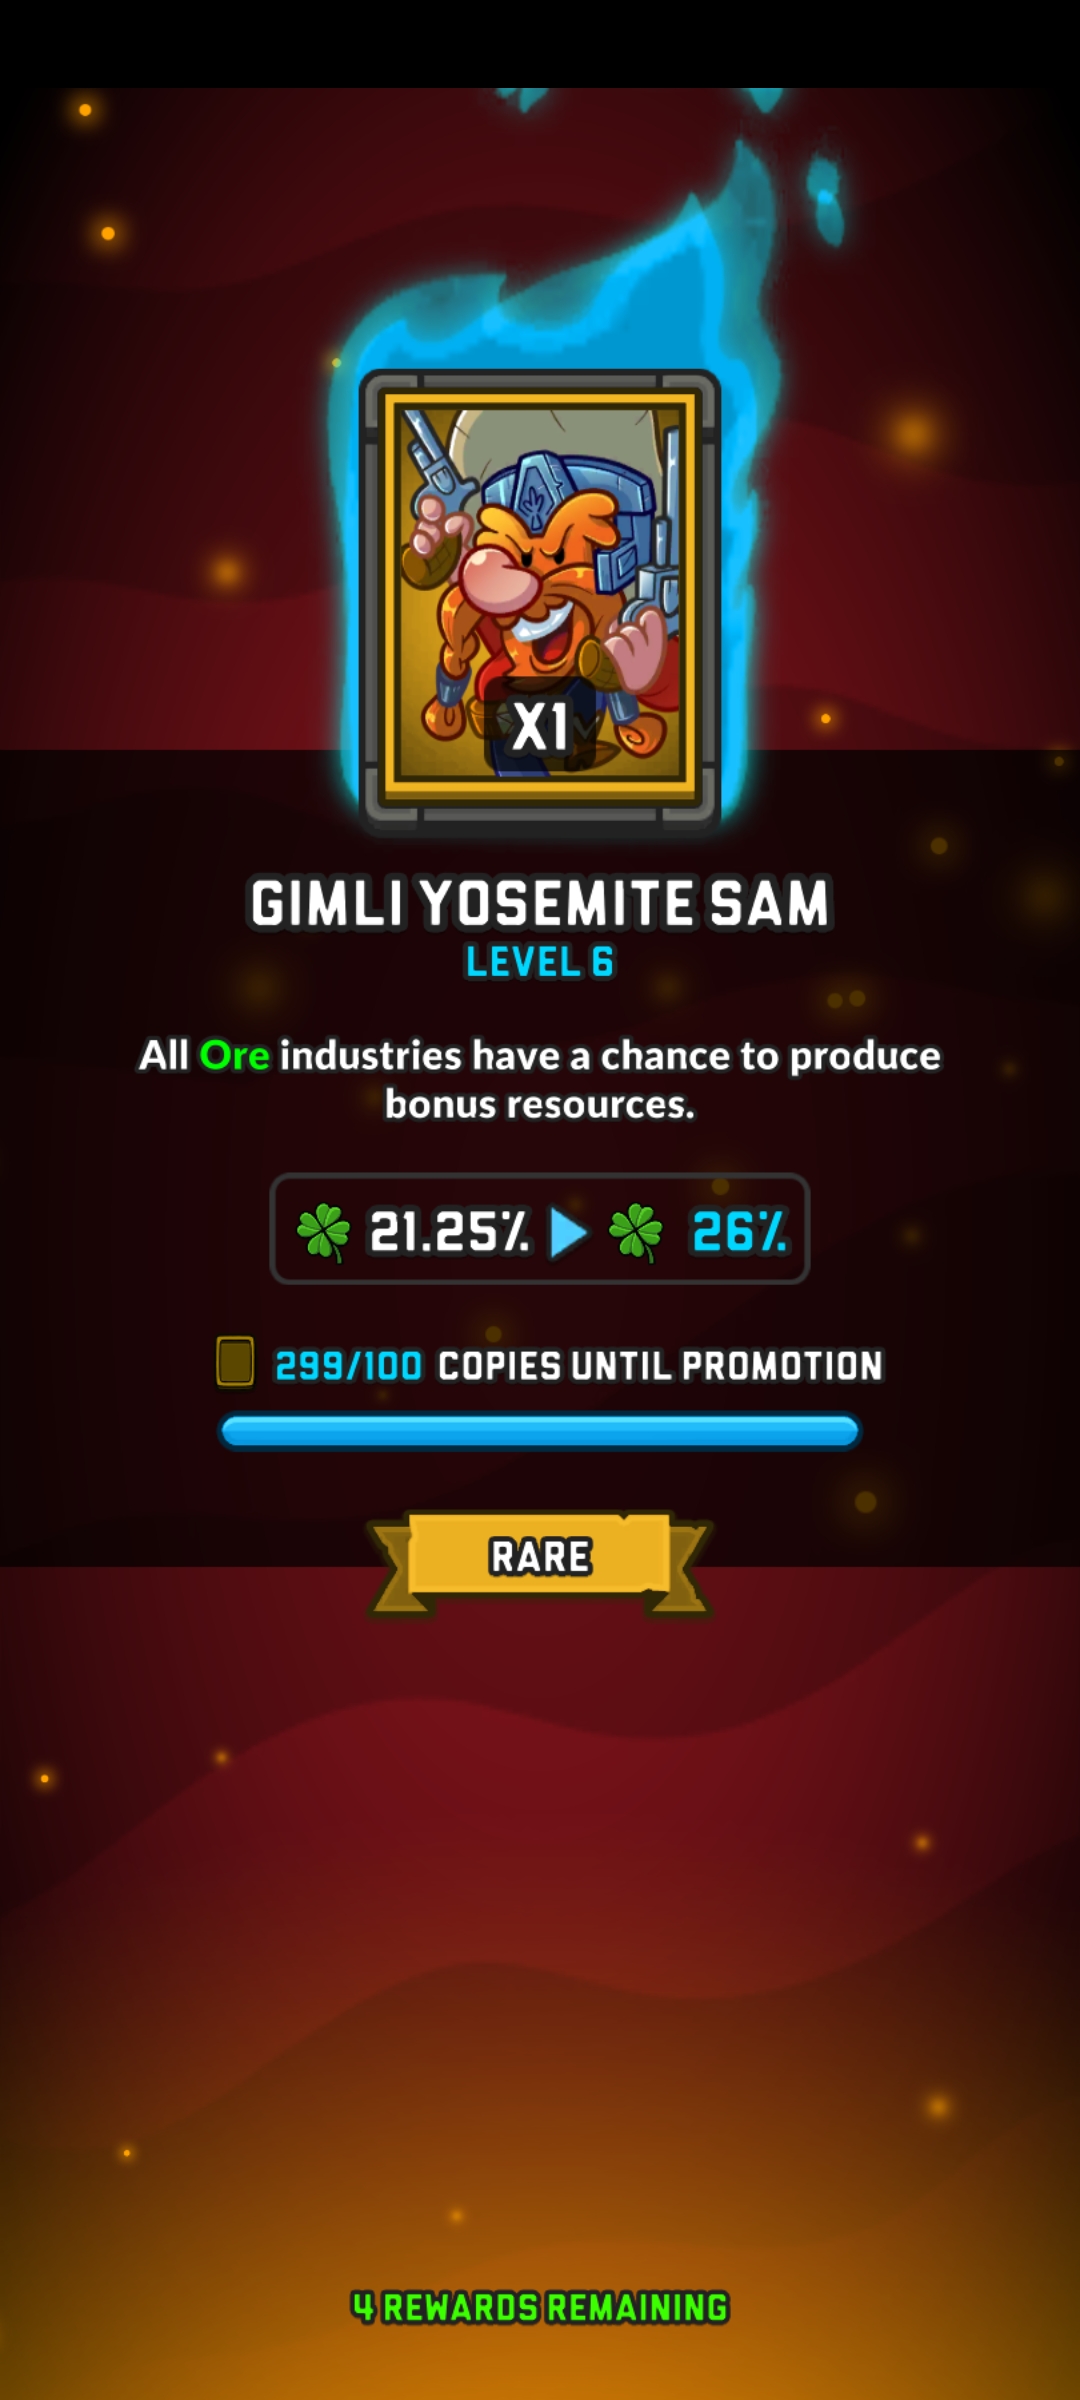 X1
GIMLI YOSEMITE SAM
LEVEL 6
All Ore industries have a chance to produce
bonus resources.
21.25% 26%
299/100 COPIES UNTIL PROMOTION
RARE
4 REWARDS REMAINING